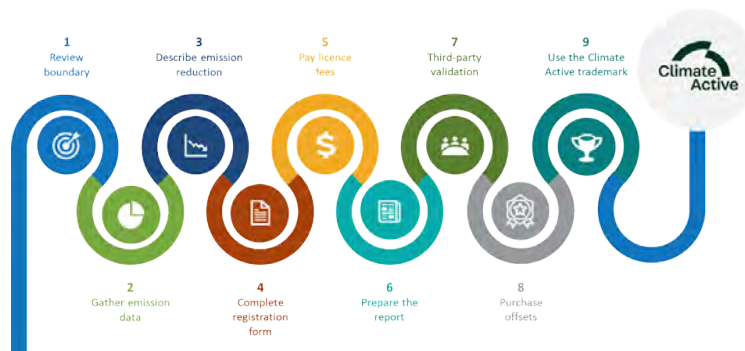 1
Review
boundary
2
Gather emission
data
3
Describe emission
reduction
4
Complete
registration
form
5
Pay licence
fees
6
Prepare the
report
7
Third-party
validation
8
Purchase
offsets
9
Use the Climate
Active trademark
Climate
Active